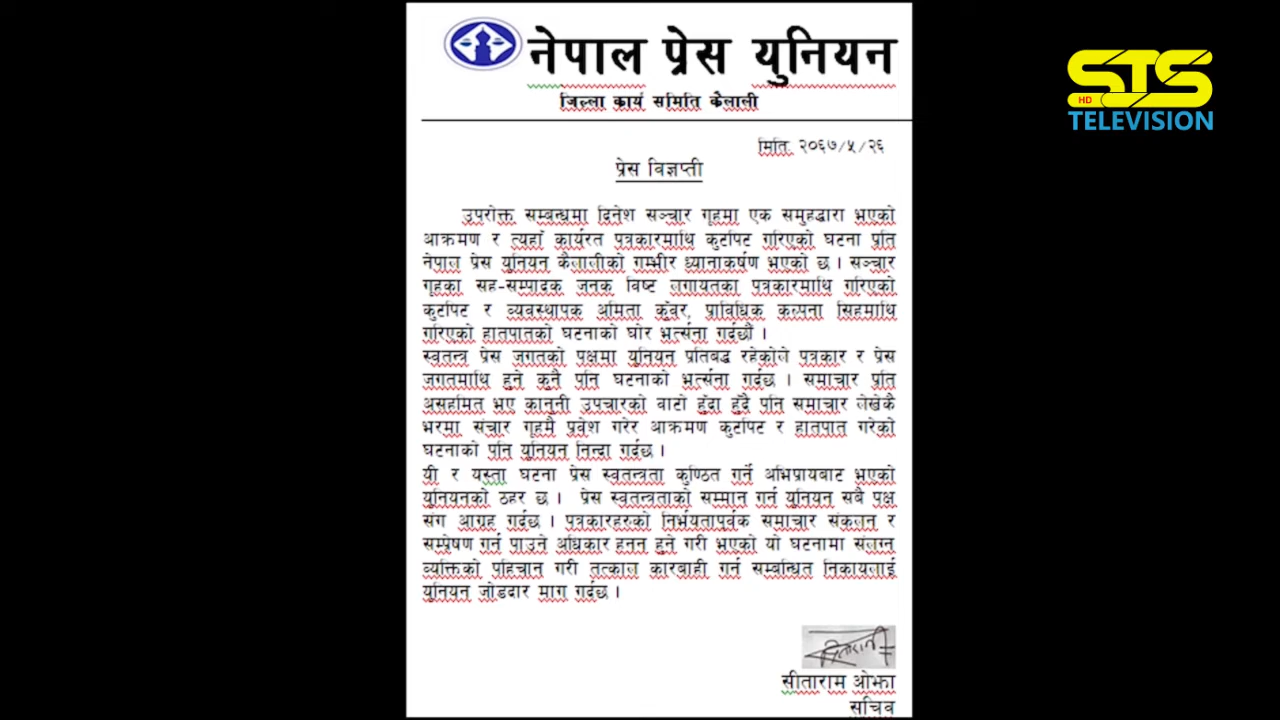 नेपाल प्रेस युनियन
जिल्ला कार्य समिति कैलाली
STS
HD
TELEVISION
मिति. २०६७/५/२६
प्रेस विज्ञप्ती
उपरोक्त सम्बन्धमा दिनेश सञ्चार गृहमा एक समुहद्धारा भएको
आक्रमण र त्यहाँ कार्यरत पत्रकारमाथि कुटपिट गरिएको घटना प्रति
नेपाल प्रेस युनियन कैलालीको गम्भीर ध्यानाकर्षण भएको छ । सञ्चार
गृहका सह-सम्पादक जनक विष्ट लगायतका पत्रकारमाथि गरिएको
कुटपिट र व्यवस्थापक अमिता कुवर, प्राविधिक कल्पना सिहमाथि
गरिएको हातपातको घटनाको घोर भर्त्सना गर्दछौं ।
स्वतन्त्र प्रेस जगतको पक्षमा युनियन प्रतिबद्ध रहेकोले पत्रकार र प्रेस
जगतमाथि हुने कुनै पनि घटनाको भर्त्सना गर्दछ । समाचार प्रति
असहमित भए कानुनी उपचारको वाटो हुँदा हुँदै पनि समाचार लेखेकै
भरमा संचार गृहमै प्रवेश गरेर आक्रमण कुटपिट र हातपात गरेको
घटनाको पनि युनियन निन्दा गर्दछ ।
यी र यस्ता घटना प्रेस स्वतन्त्रता कुण्ठित गर्ने अभिप्रायबाट भएको
युनियनको ठहर छ । प्रेस स्वतन्त्रताको सम्मान गर्न युनियन सबै पक्ष
संग आग्रह गर्दछ । पत्रकारहरुको निर्भयतापुर्वक समाचार संकलन र
सम्प्रेषण गर्न पाउने अधिकार हनन हुने गरी भएको यो घटनामा संलग्न
व्यक्तिको पहिचान गरी तत्काल कारबाही गर्न सम्बन्धित निकायलाई
युनियन जोडदार माग गर्दछ ।
सीताराम ओझा
सचिव